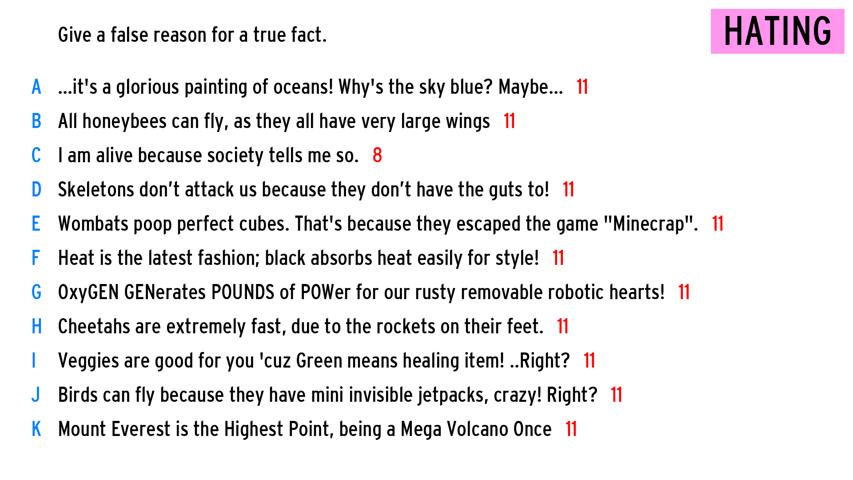 HATING
Give a false reason for a true fact.
A ...it's a glorious painting of oceans! Why's the sky blue? Maybe... 11
B All honeybees can fly, as they all have very large wings 11
C I am alive because society tells me so. 8
D Skeletons don’t attack us because they don’t have the guts to! 11
E Wombats poop perfect cubes. That's because they escaped the game "Minecrap". 11
F Heat is the latest fashion; black absorbs heat easily for style! 11
G OxyGEN GENerates POUNDS of POWer for our rusty removable robotic hearts! 11
H Cheetahs are extremely fast, due to the rockets on their feet. 11
I Veggies are good for you 'cuz Green means healing item! ..Right? 11
J Birds can fly because they have mini invisible jetpacks, crazy! Right? 11
K Mount Everest is the Highest Point, being a Mega Volcano Once 11